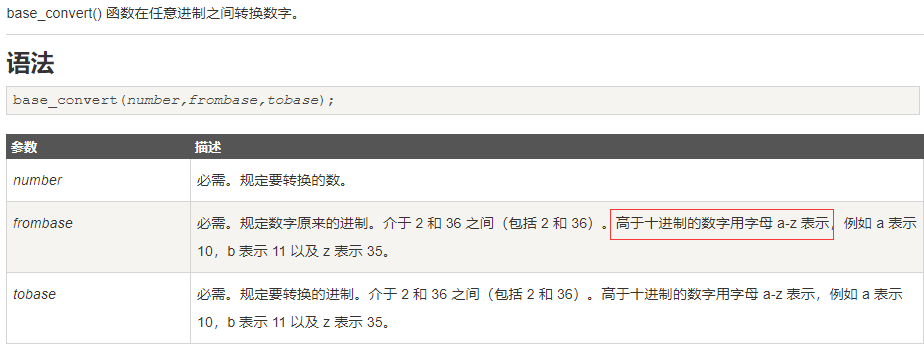 base_convert() 函数在任意进制之间转换数字。
语法
base_convert(number,frombase,tobase);
参数 描述
number 必需。规定要转换的数。
frombase 必需。规定数字原来的进制。介于 2 和 36 之间（包括 2 和 36）。高于十进制的数字用字母 a-z 表示，例如 a 表示
10，b 表示 11 以及 z 表示 35。
tobase 必需。规定要转换的进制。介于 2 和 36 之间（包括 2 和 36）。高于十进制的数字用字母 a-z 表示，例如 a 表示
10，b 表示 11 以及 z 表示 35。